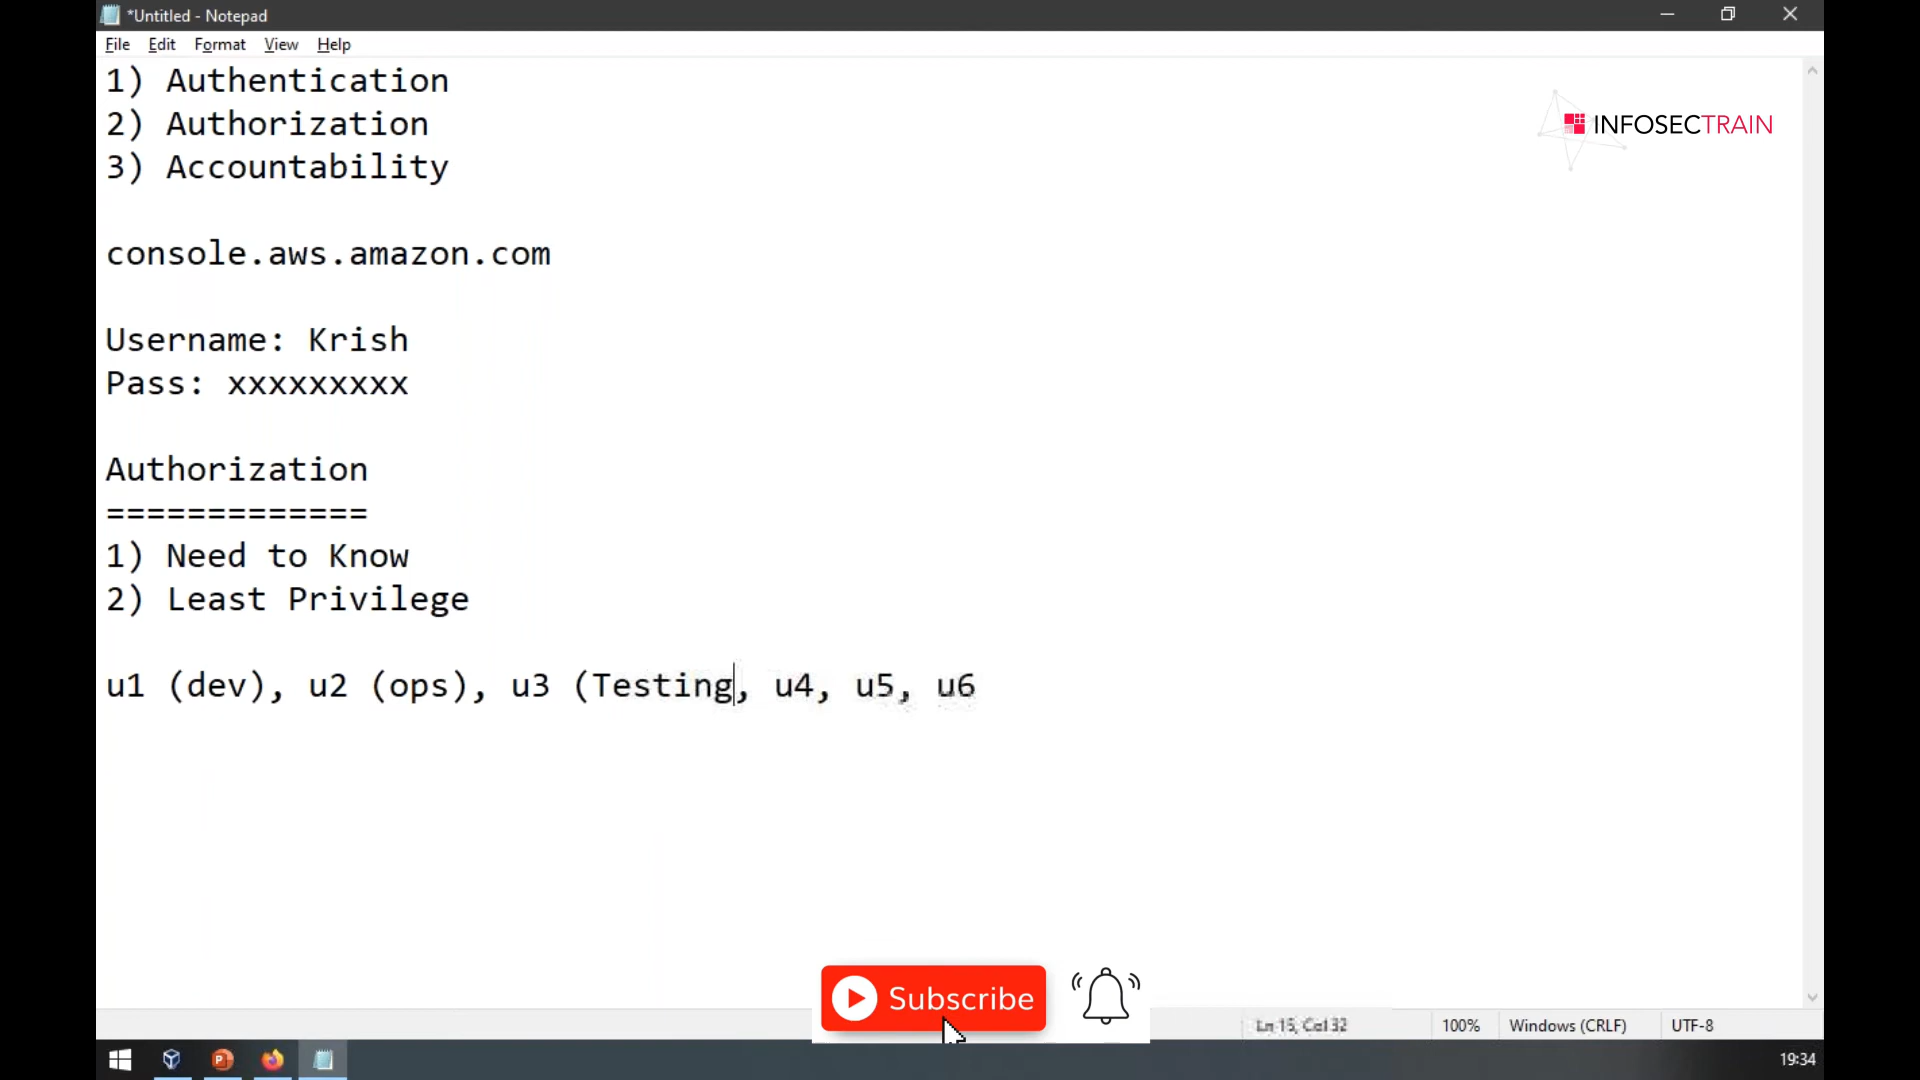 *Untitled - Notepad
File Edit Format View Help
1) Authentication
2) Authorization
3) Accountability
INFOSECTRAIN
console.aws.amazon.com
Username: Krish
Pass: xxxxxxxxx
Authorization
=============
1) Need to Know
2) Least Privilege
u1 (dev), u2 (ops), u3 (Testing, u4, u5, u6
Subscribe
Ln 15, Col 32 100% Windows (CRLF) UTF-8
19:34